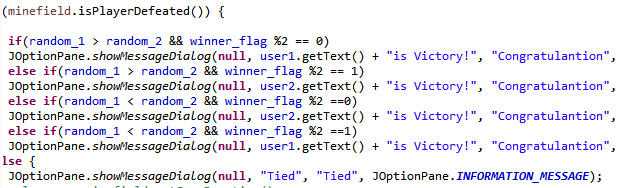 (minefield.isPlayerDefeated()) {
if(random_1 > random_2 && winner_flag %2 == 0)
JOptionPane.showMessageDialog(null, user1.getText() + "is Victory!", "Congratulantion",
else if(random_1 > random_2 && winner_flag %2 == 1)
JOptionPane.showMessageDialog(null, user2.getText() + "is Victory!", "Congratulantion",
else if(random_1 < random_2 && winner_flag %2 ==0)
JOptionPane.showMessageDialog(null, user2.getText() + "is Victory!", "Congratulantion",
else if(random_1 < random_2 && winner_flag %2 ==1)
JOptionPane.showMessageDialog(null, user1.getText() + "is Victory!", "Congratulantion",
lse {
JOptionPane.showMessageDialog(null, "Tied", "Tied", JOptionPane.INFORMATION_MESSAGE);